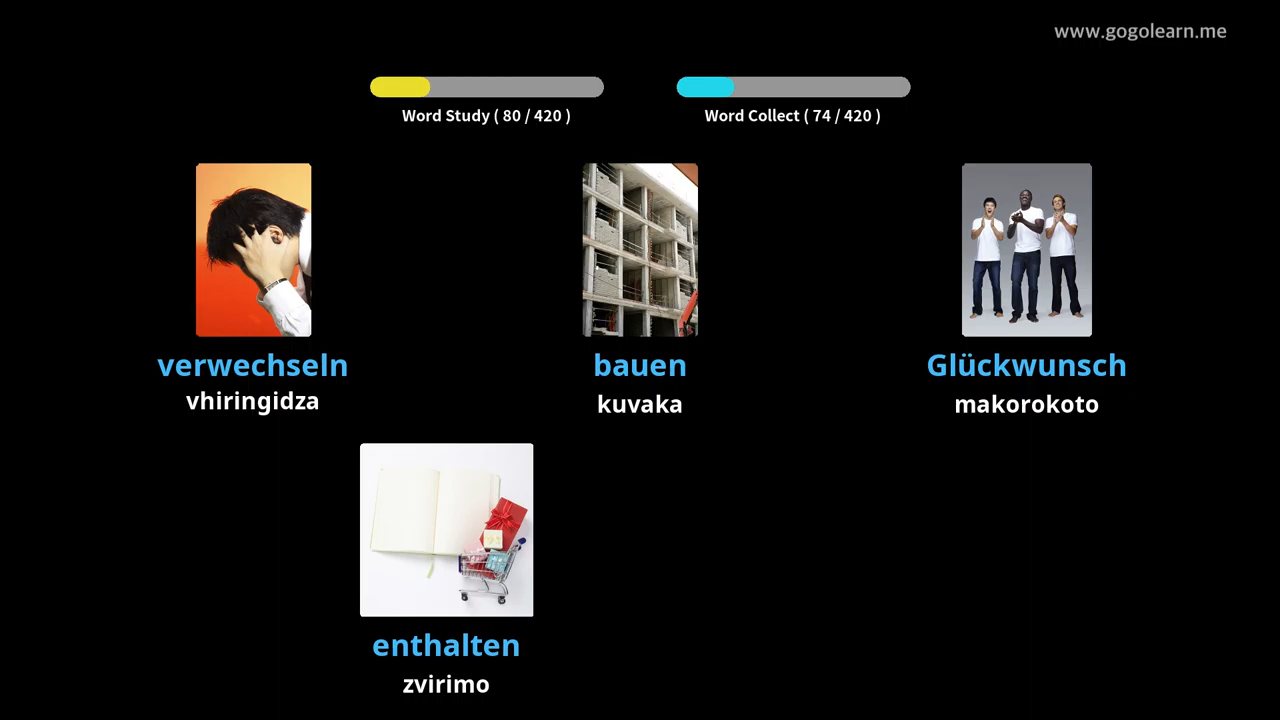 www.gogolearn.me
Word Study ( 80 / 420 )
Word Collect ( 74 / 420 )
verwechseln
vhiringidza
bauen
kuvaka
Glückwunsch
makorokoto
enthalten
zvirimo